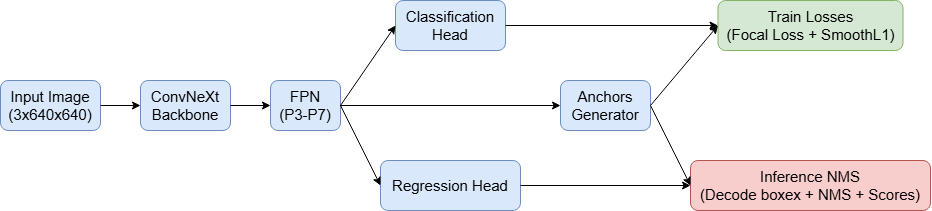 Classification
Head
Train Losses
(Focal Loss + SmoothL1)
Input Image
(3x640x640)
ConvNeXt
Backbone
FPN
(P3-P7)
Anchors
Generator
Regression Head
Inference NMS
(Decode boxex + NMS + Scores)